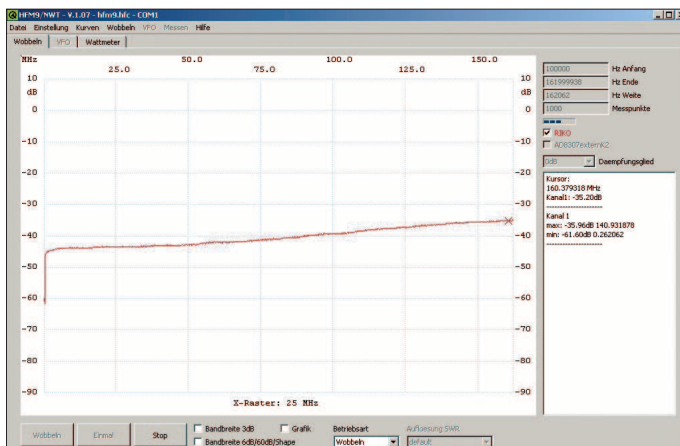 HFM9/NWT - V.1.07 - hfm9.hfc - COM1
Datei Einstellung Kurven Wobbeln VFO Messen Hilfe
Wobbeln VFO Wattmeter
MHz 50.0 100.0 150.0
25.0 75.0 125.0
10 10
dB dB
0 0
-10 -10
-20 -20
-30 -30
-40 -40
-50 -50
-60 -60
-70 -70
-80 -80
-90 -90
X-Raster: 25 MHz
100000 Hz Anfang
161999938 Hz Ende
162062 Hz Weite
1000 Messpunkte
RIKO
AD8307externK2
0dB Daempfungsglied
Kursor:
160.379318 MHz
Kanal1: -35.20dB
--------------------
Kanal 1
max: -35.96dB 140.931878
min: -61.60dB 0.262062
--------------------
Wobbeln Einmal Stop
Bandbreite 3dB Grafik Betriebsart Aufloesung SWR
Bandbreite 6dB/60dB/Shape Wobbeln default